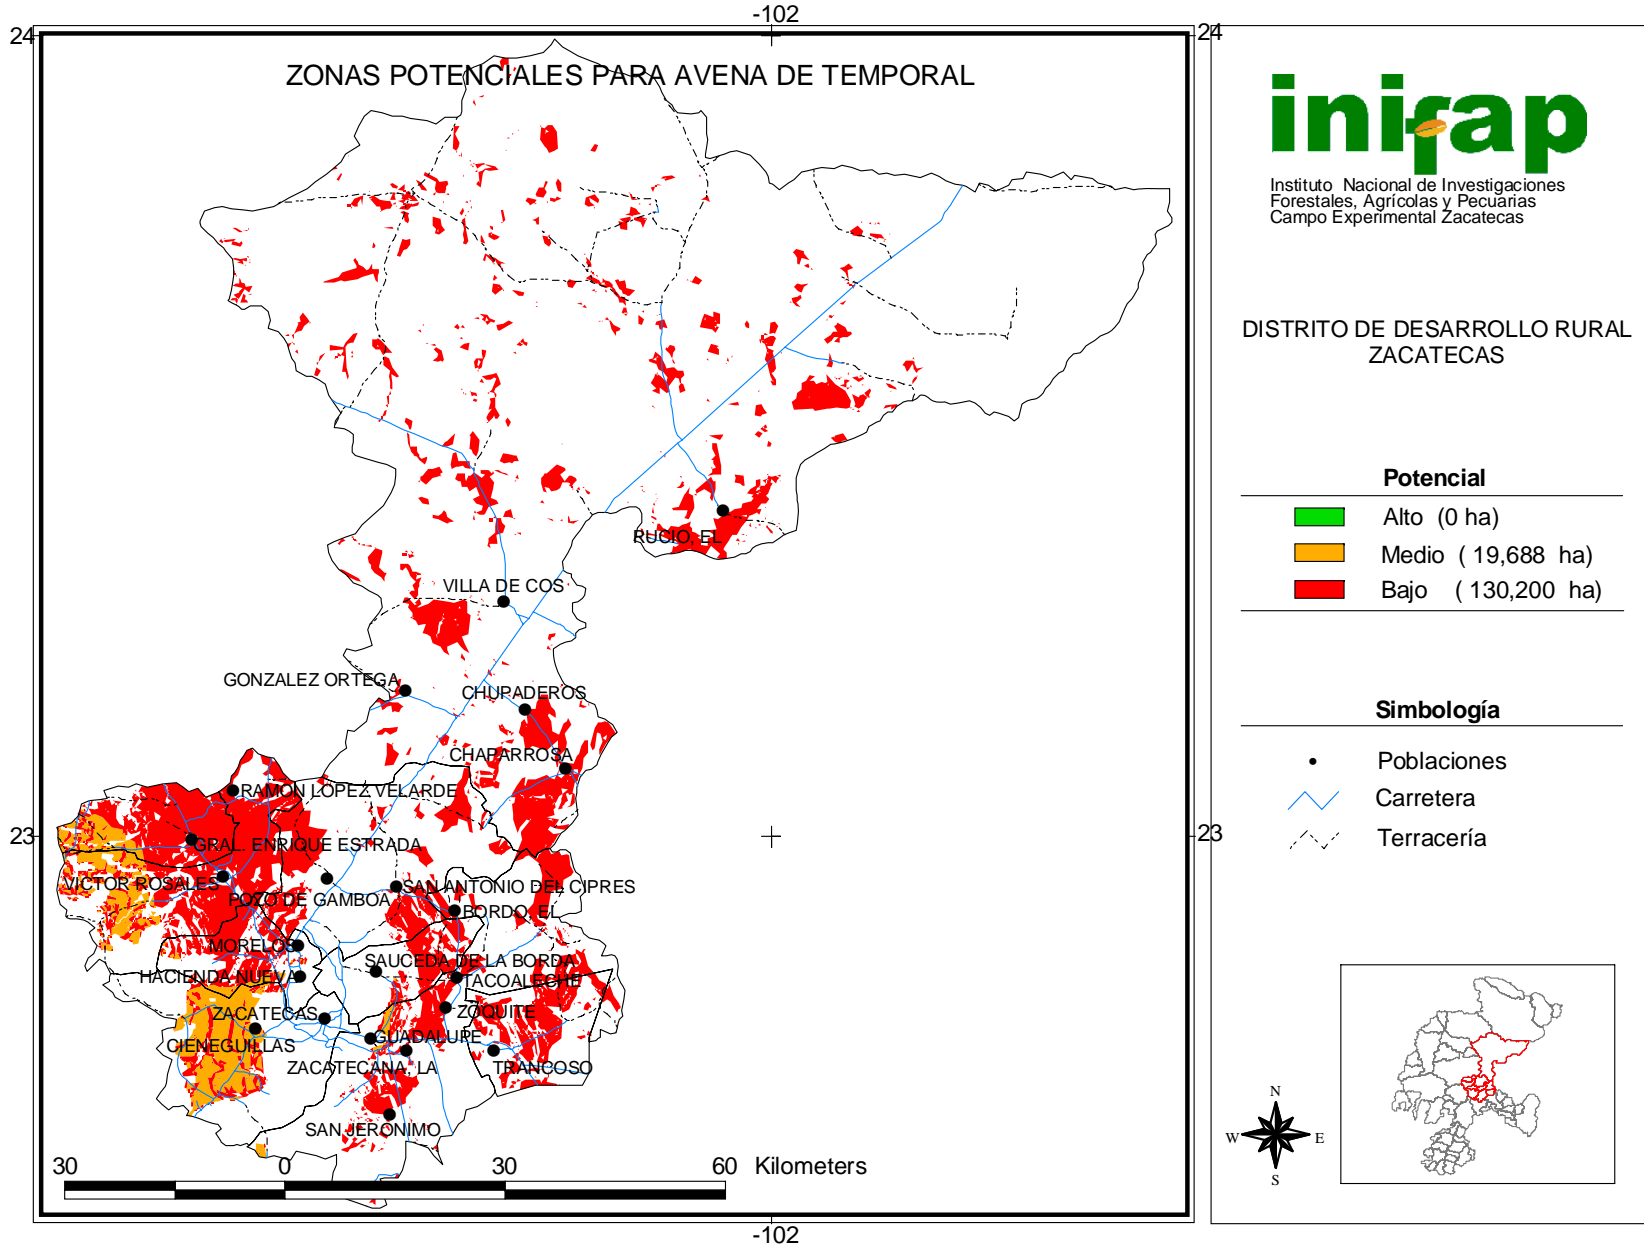 -102
24
24
ZONAS POTENCIALES PARA AVENA DE TEMPORAL
inifap
Instituto Nacional de Investigaciones
Forestales, Agrícolas y Pecuarias
Campo Experimental Zacatecas
DISTRITO DE DESARROLLO RURAL
ZACATECAS
Potencial
Alto (0 ha)
Medio ( 19,688 ha)
Bajo ( 130,200 ha)
Simbología
Poblaciones
Carretera
Terracería
RUCIO, EL
VILLA DE COS
GONZALEZ ORTEGA
CHUPADEROS
CHAPARROSA
RAMON LOPEZ VELARDE
23
23
GRAL. ENRIQUE ESTRADA
VICTOR ROSALES
SAN ANTONIO DEL CIPRES
POZO DE GAMBOA
BORDO, EL
MORELOS
SAUCEDA DE LA BORDA
HACIENDA NUEVA
TACOALECHE
ZACATECAS
ZOQUITE
CIENEGUILLAS
GUADALUPE
ZACATECANA, LA
TRANCOSO
SAN JERONIMO
30
0
30
60 Kilometers
N
W
E
S
-102